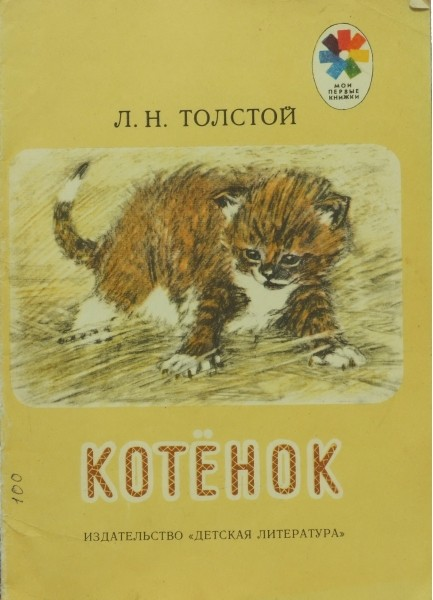 МОИ
ПЕРВЫЕ
КНИЖКИ
Л. Н. ТОЛСТОЙ
КОТЁНОК
100
ИЗДАТЕЛЬСТВО «ДЕТСКАЯ ЛИТЕРАТУРА»